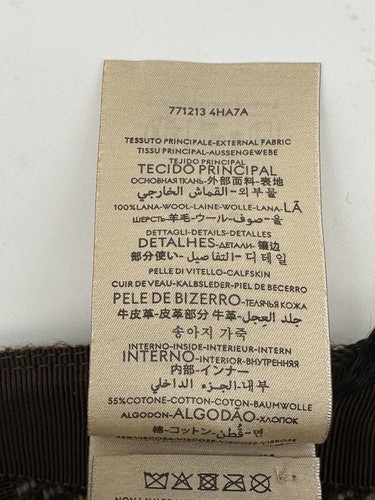 771213 4HA7A
TESSUTO PRINCIPALE-EXTERNAL FABRIC
TISSU PRINCIPAL-AUSSENGEWEBE
TEJIDO PRINCIPAL
TECIDO PRINCIPAL
ОСНОВНАЯ ТКАНЬ-外部面料-表地
القماش الخارجي-외부물
100%LANA-WOOL-LAINE-WOLLE-LANA-LÃ
ШЕРСТЬ-羊毛-ウール-صوف-울
DETTAGLI-DETAILS-DETALLES
DETALHES-ДЕТАЛИ-镶边
部分使い-التفاصيل-디테일
PELLE DI VITELLO-CALFSKIN
CUIR DE VEAU-KALBSLEDER-PIEL DE BECERRO
PELE DE BIZERRO-ТЕЛЯЧЬЯ КОЖА
牛皮革-皮革部分 牛革-جلد العجل
송아지 가죽
INTERNO-INSIDE-INTERIEUR-INTERN
INTERNO-INTERIOR-ВНУТРЕННЯЯ
内部-インナー
الجزء الداخلي-내부
55%COTONE-COTTON-COTON-BAUMWOLLE
ALGODON-ALGODÃO-ХЛОПОК
棉-コットン-قطن-면